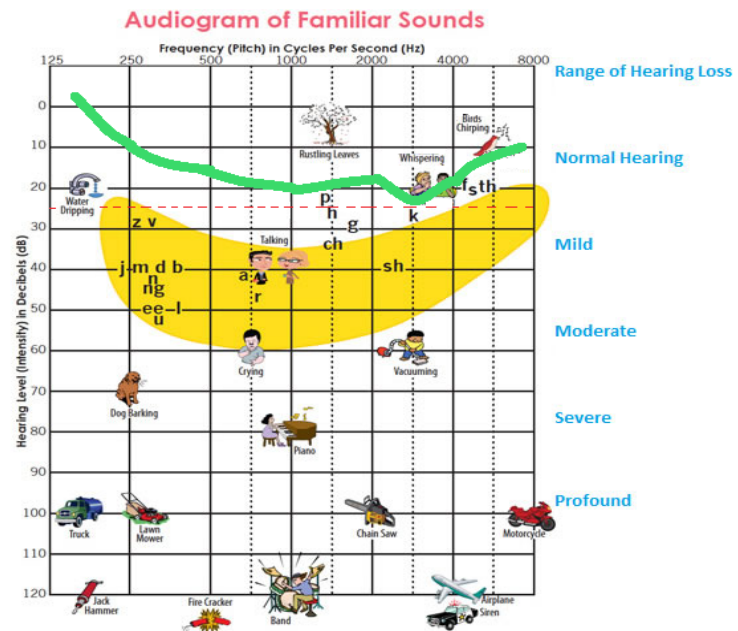 Audiogram of Familiar Sounds
Frequency (Pitch) in Cycles Per Second (Hz)
125 250 500 1000 2000 4000 8000
Range of Hearing Loss
Hearing Level (Intensity) in Decibels (dB)
0
Birds
Chirping
10
Rustling Leaves
Whispering
Normal Hearing
20
f s th
p
Water
Dripping
h
k
30
z v
g
Talking
ch
Mild
40
j m d b
a
sh
n
ng
r
50
ee l
u
Moderate
60
Crying
Vacuuming
70
Dog Barking
Severe
80
Piano
90
Profound
100
Truck
Lawn
Mower
Chain Saw
Motorcycle
110
120
Jack
Hammer
Fire Cracker
Band
Airplane
Siren